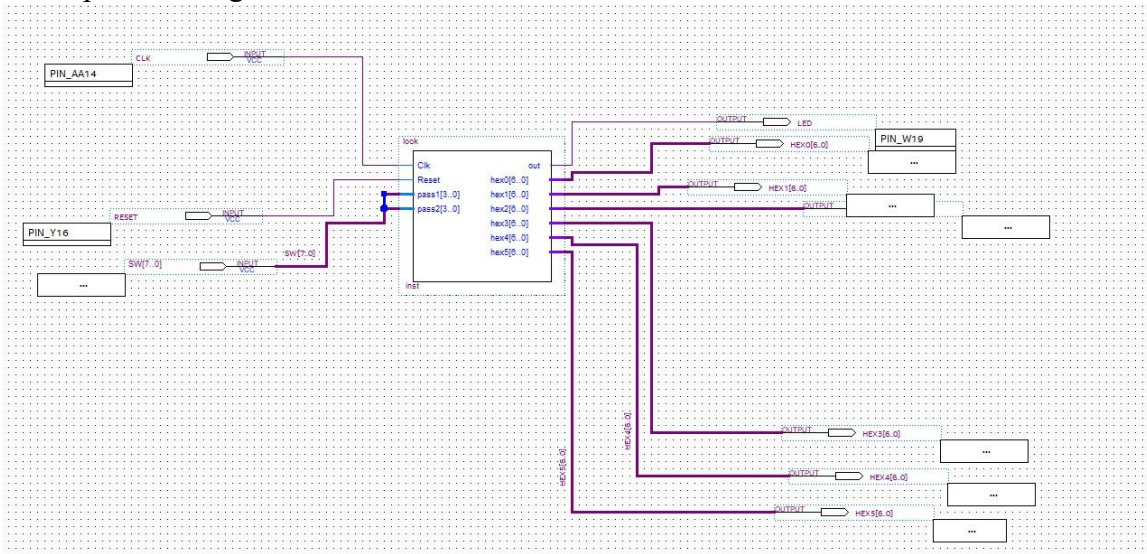 CLK
INPUT
VCC
PIN_AA14
OUTPUT
LED
PIN_W19
OUTPUT
HEX0[6..0]
...
lock
Clk
out
Reset
hex0[6..0]
pass1[3..0]
hex1[6..0]
pass2[3..0]
hex2[6..0]
hex3[6..0]
hex4[6..0]
hex5[6..0]
inst
OUTPUT
HEX1[6..0]
OUTPUT
...
...
RESET
INPUT
VCC
PIN_Y16
SW[7..0]
INPUT
VCC
SW[7..0]
...
HEX4[6..0]
HEX5[6..0]
OUTPUT
HEX3[6..0]
...
OUTPUT
HEX4[6..0]
...
OUTPUT
HEX5[6..0]
...